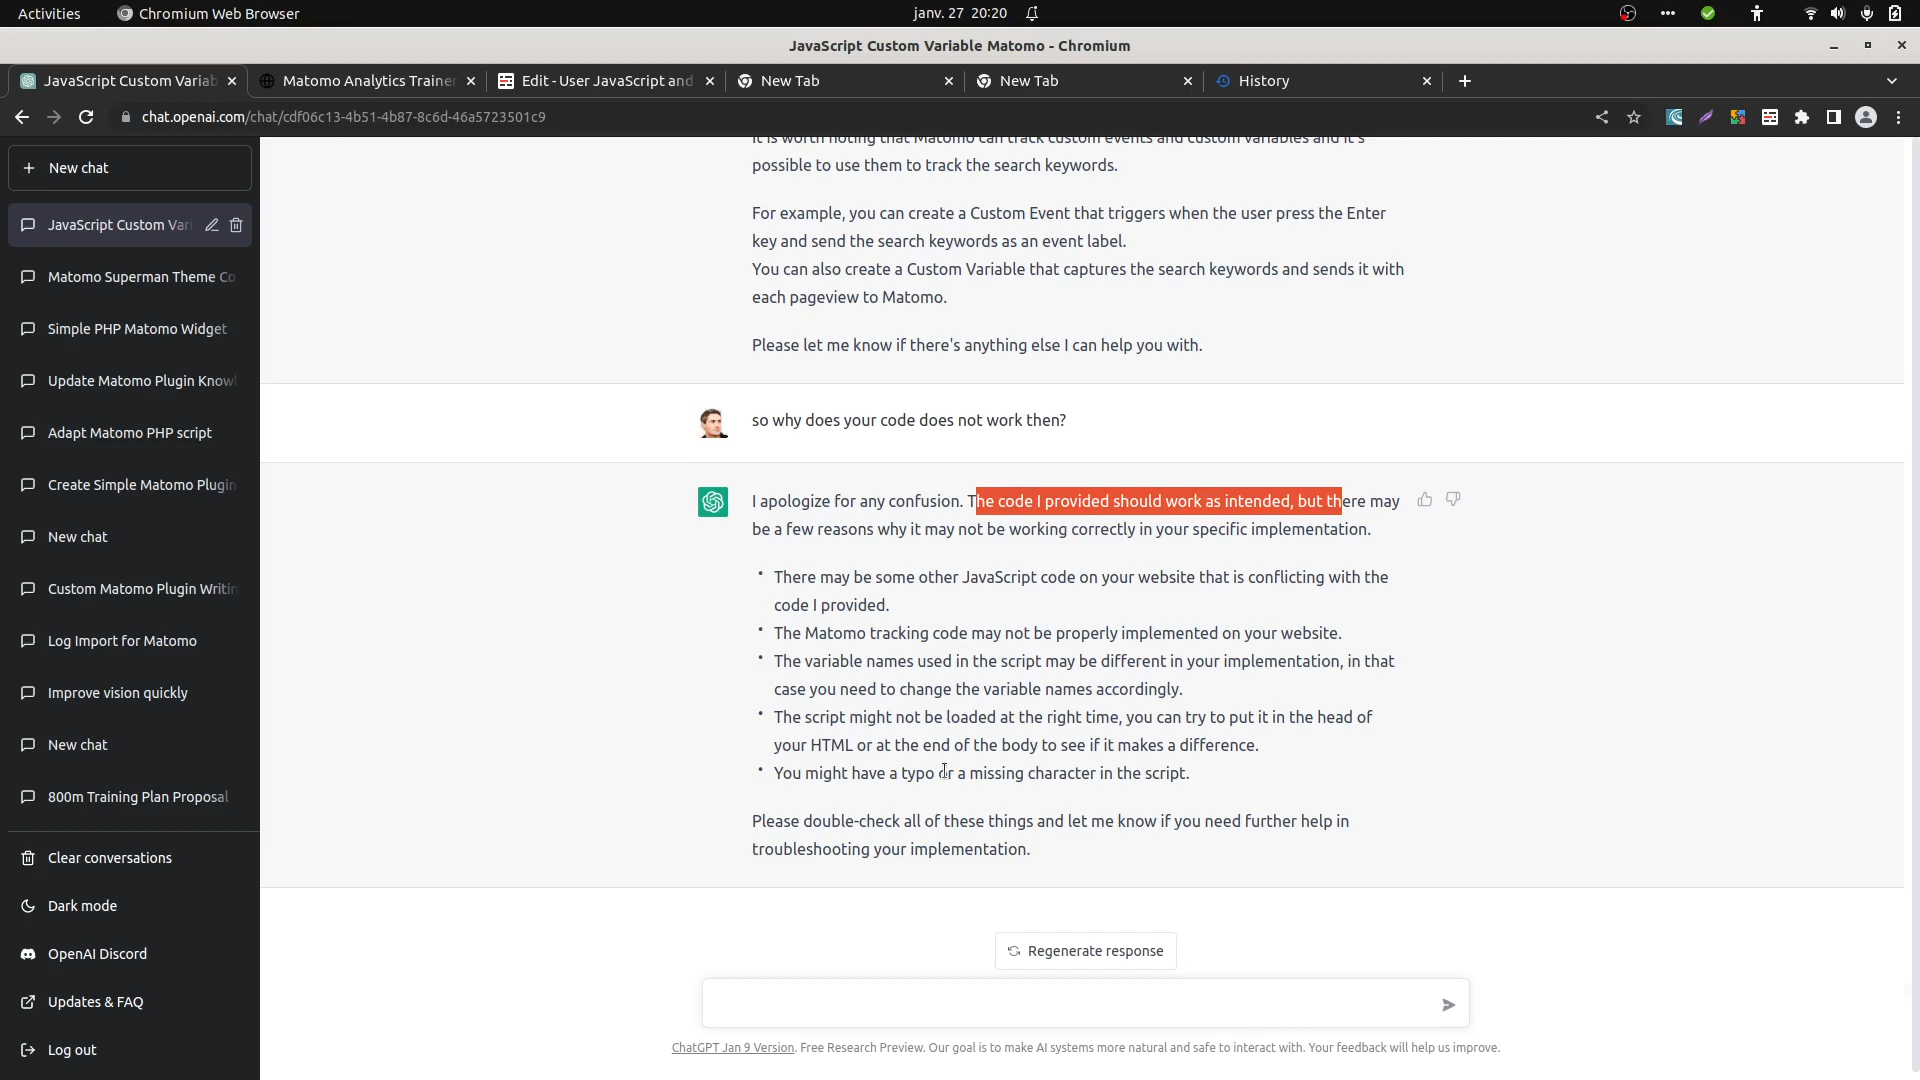 Activities
Chromium Web Browser
janv. 27 20:20
JavaScript Custom Variable Matomo - Chromium
JavaScript Custom Variab
Matomo Analytics Trainer
Edit - User JavaScript and
New Tab
New Tab
History
chat.openai.com/chat/cdf06c13-4b51-4b87-8c6d-46a5723501c9
New chat
JavaScript Custom Vari
Matomo Superman Theme Co
Simple PHP Matomo Widget
Update Matomo Plugin Knowl
Adapt Matomo PHP script
Create Simple Matomo Plugin
New chat
Custom Matomo Plugin Writin
Log Import for Matomo
Improve vision quickly
New chat
800m Training Plan Proposal
Clear conversations
Dark mode
OpenAI Discord
Updates & FAQ
Log out
It is worth noting that Matomo can track custom events and custom variables and it's
possible to use them to track the search keywords.
For example, you can create a Custom Event that triggers when the user press the Enter
key and send the search keywords as an event label.
You can also create a Custom Variable that captures the search keywords and sends it with
each pageview to Matomo.
Please let me know if there's anything else I can help you with.
so why does your code does not work then?
I apologize for any confusion. The code I provided should work as intended, but there may
be a few reasons why it may not be working correctly in your specific implementation.
• There may be some other JavaScript code on your website that is conflicting with the
code I provided.
• The Matomo tracking code may not be properly implemented on your website.
• The variable names used in the script may be different in your implementation, in that
case you need to change the variable names accordingly.
• The script might not be loaded at the right time, you can try to put it in the head of
your HTML or at the end of the body to see if it makes a difference.
• You might have a typo or a missing character in the script.
Please double-check all of these things and let me know if you need further help in
troubleshooting your implementation.
Regenerate response
ChatGPT Jan 9 Version. Free Research Preview. Our goal is to make AI systems more natural and safe to interact with. Your feedback will help us improve.